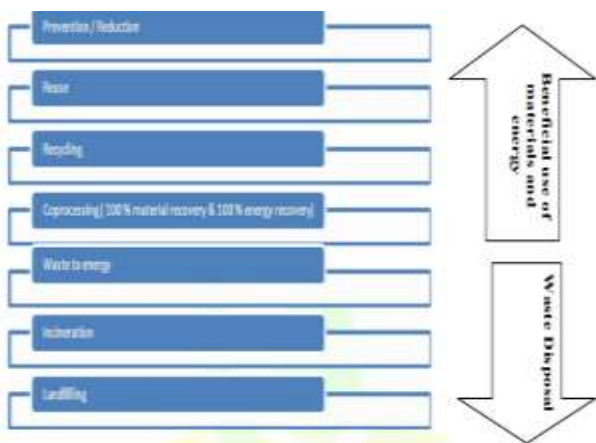 Prevention / Reduction
Reuse
Recycling
Coprocessing( 100 % material recovery & 100 % energy recovery)
Waste to energy
Incineration
Landfilling
Beneficial use of
materials and
energy
Waste Disposal